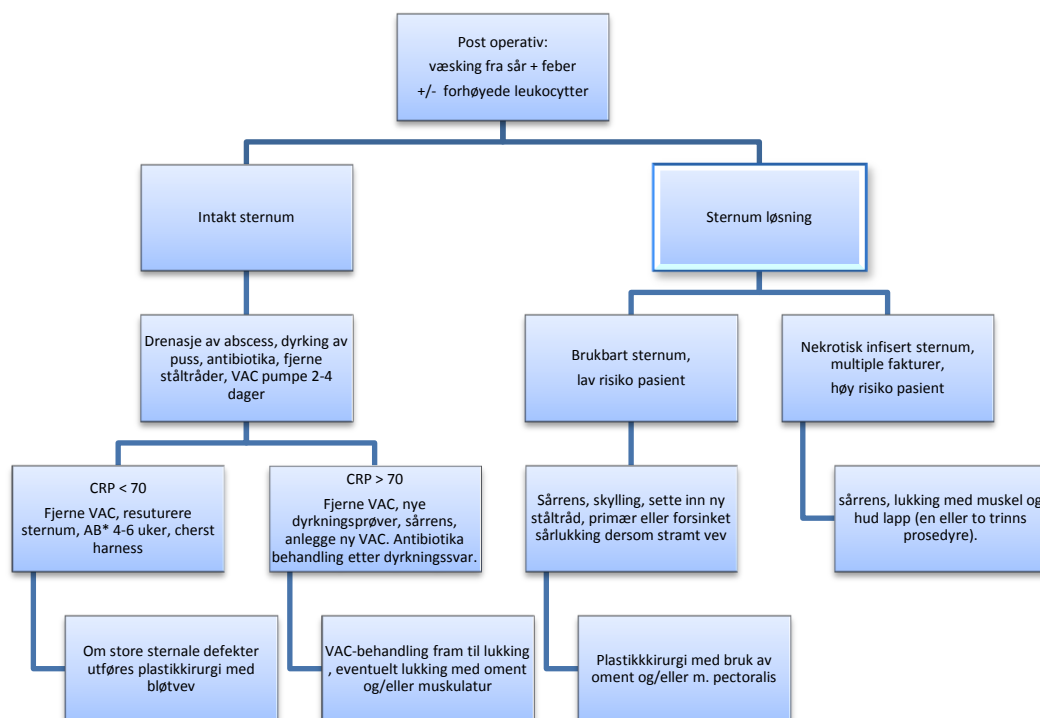 Post operativ:
væsking fra sår + feber
+/- forhøyede leukocytter
Intakt sternum
Sternum løsning
Drenasje av abscess, dyrking av
puss, antibiotika, fjerne
ståltråder, VAC pumpe 2-4
dager
Brukbart sternum,
lav risiko pasient
Nekrotisk infisert sternum,
multiple fakturer,
høy risiko pasient
CRP < 70
Fjerne VAC, resuturere
sternum, AB* 4-6 uker, cherst
harness
CRP > 70
Fjerne VAC, nye
dyrkningsprøver, sårrens,
anlegge ny VAC. Antibiotika
behandling etter dyrkningssvar.
Sårrens, skylling, sette inn ny
ståltråd, primær eller forsinket
sårlukking dersom stramt vev
sårrens, lukking med muskel og
hud lapp (en eller to trinns
prosedyre).
Om store sternale defekter
utføres plastikkirurgi med
bløtvev
VAC-behandling fram til lukking
, eventuelt lukking med oment
og/eller muskulatur
Plastikkkirurgi med bruk av
oment og/eller m. pectoralis